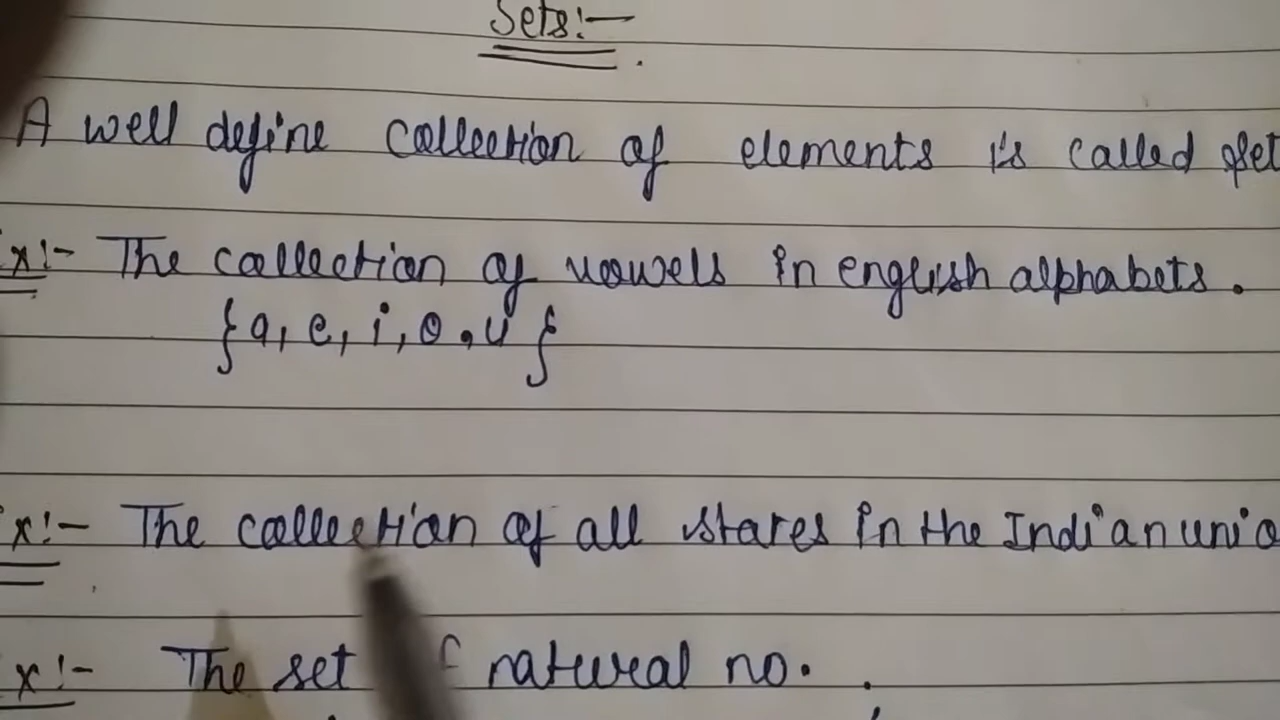 Sets:-
A well define collection of elements is called set
x:- The collection of vowels in english alphabets.
{a, e, i, o, u}
x:- The collection of all states in the Indian unio
x:- The set of natural no.